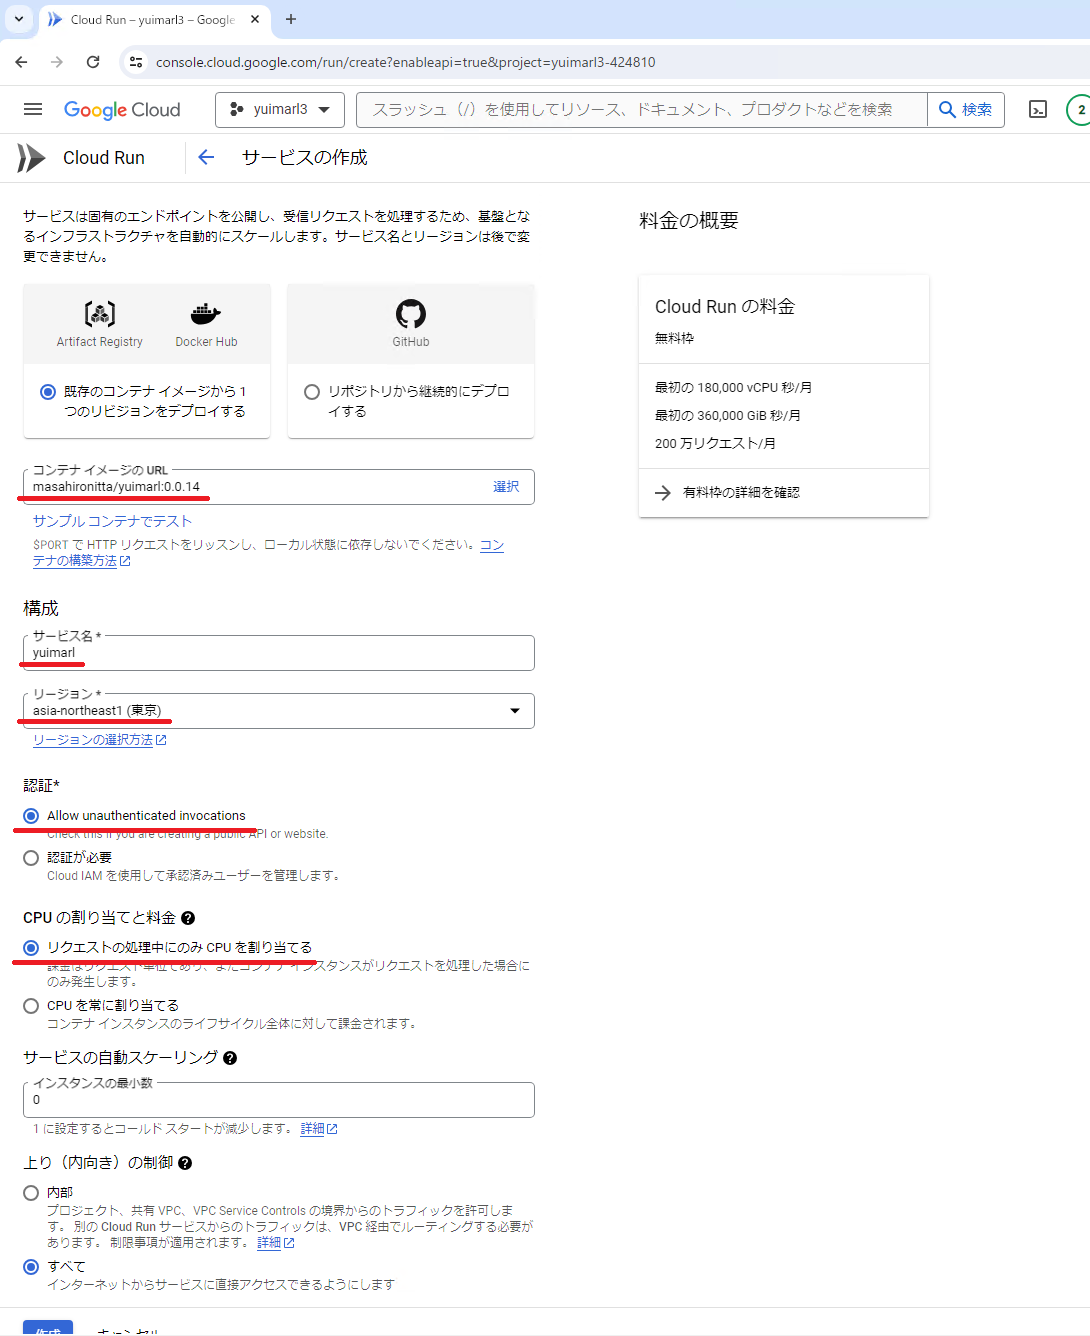 Cloud Run – yuimarl3 – Google
console.cloud.google.com/run/create?enableapi=true&project=yuimarl3-424810
Google Cloud
yuimarl3
スラッシュ（/）を使用してリソース、ドキュメント、プロダクトなどを検索
検索
2
Cloud Run
サービスの作成
サービスは固有のエンドポイントを公開し、受信リクエストを処理するため、基盤とな
るインフラストラクチャを自動的にスケールします。サービス名とリージョンは後で変
更できません。
Artifact Registry
Docker Hub
既存のコンテナ イメージから 1
つのリビジョンをデプロイする
GitHub
リポジトリから継続的にデプロ
イする
コンテナ イメージの URL
masahironitta/yuimarl:0.0.14
選択
サンプル コンテナでテスト
$PORT で HTTP リクエストをリッスンし、ローカル状態に依存しないでください。コン
テナの構築方法
構成
サービス名 *
yuimarl
リージョン *
asia-northeast1 (東京)
リージョンの選択方法
認証*
Allow unauthenticated invocations
Check this if you are creating a public API or website.
認証が必要
Cloud IAM を使用して承認済みユーザーを管理します。
CPU の割り当てと料金
リクエストの処理中にのみ CPU を割り当てる
課金はリクエスト単位であり、またコンテナ インスタンスがリクエストを処理した場合に
のみ発生します。
CPU を常に割り当てる
コンテナ インスタンスのライフサイクル全体に対して課金されます。
サービスの自動スケーリング
インスタンスの最小数
0
1 に設定するとコールド スタートが減少します。 詳細
上り（内向き）の制御
内部
プロジェクト、共有 VPC、VPC Service Controls の境界からのトラフィックを許可しま
す。 別の Cloud Run サービスからのトラフィックは、VPC 経由でルーティングする必要が
あります。 制限事項が適用されます。 詳細
すべて
インターネットからサービスに直接アクセスできるようにします
作成
キャンセル
料金の概要
Cloud Run の料金
無料枠
最初の 180,000 vCPU 秒/月
最初の 360,000 GiB 秒/月
200 万リクエスト/月
有料枠の詳細を確認